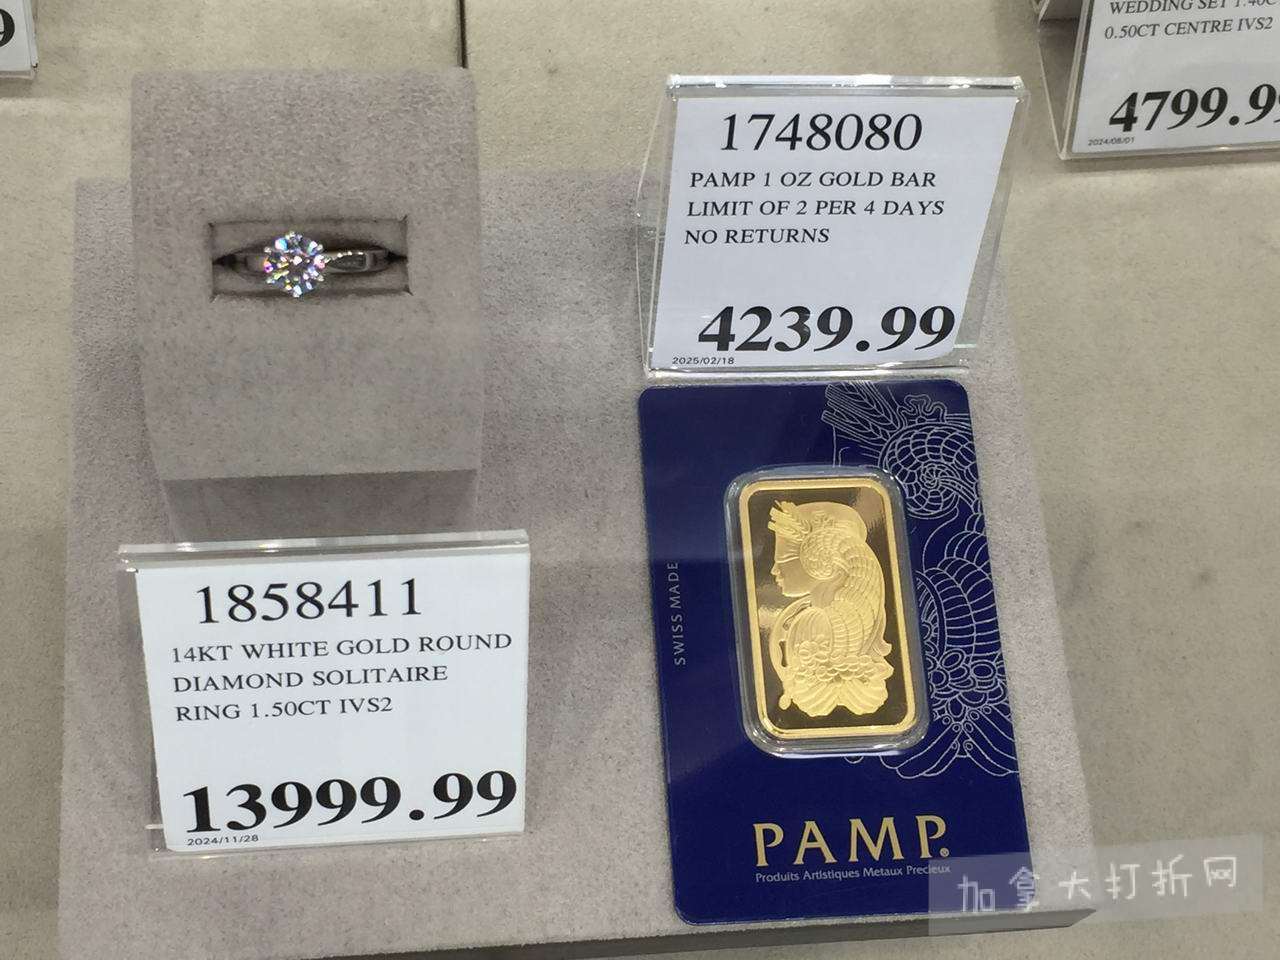 9
WEDDING SET
0.50CT CENTRE IVS2
4799.99
2024/08/01
1748080
PAMP 1 OZ GOLD BAR
LIMIT OF 2 PER 4 DAYS
NO RETURNS
4239.99
2025/02/18
1858411
14KT WHITE GOLD ROUND
DIAMOND SOLITAIRE
RING 1.50CT IVS2
13999.99
2024/11/28
SWISS MADE
PAMP®
Produits Artistiques Metaux Precieux
加拿大打折网